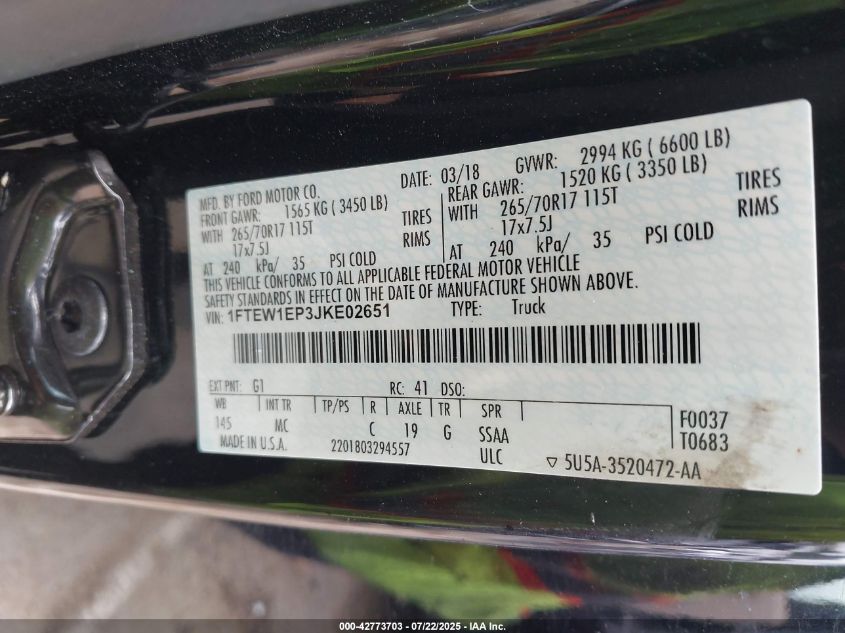 MFD. BY FORD MOTOR CO.
DATE: 03/18 GVWR: 2994 KG ( 6600 LB)
FRONT GAWR: 1565 KG ( 3450 LB)
REAR GAWR: 1520 KG ( 3350 LB)
WITH 265/70R17 115T TIRES
WITH 265/70R17 115T TIRES
17x7.5J RIMS
17x7.5J RIMS
AT 240 kPa/ 35 PSI COLD
AT 240 kPa/ 35 PSI COLD
THIS VEHICLE CONFORMS TO ALL APPLICABLE FEDERAL MOTOR VEHICLE
SAFETY STANDARDS IN EFFECT ON THE DATE OF MANUFACTURE SHOWN ABOVE.
VIN: 1FTEW1EP3JKE02651 TYPE: Truck
EXT PNT: G1 RC: 41 DSO:
WB INT TR TP/PS R AXLE TR SPR
145 MC C 19 G SSAA
F0037
T0683
MADE IN U.S.A. 2201803294557 ULC
▽ 5U5A-3520472-AA
000-42773703 - 07/22/2025 - IAA Inc.